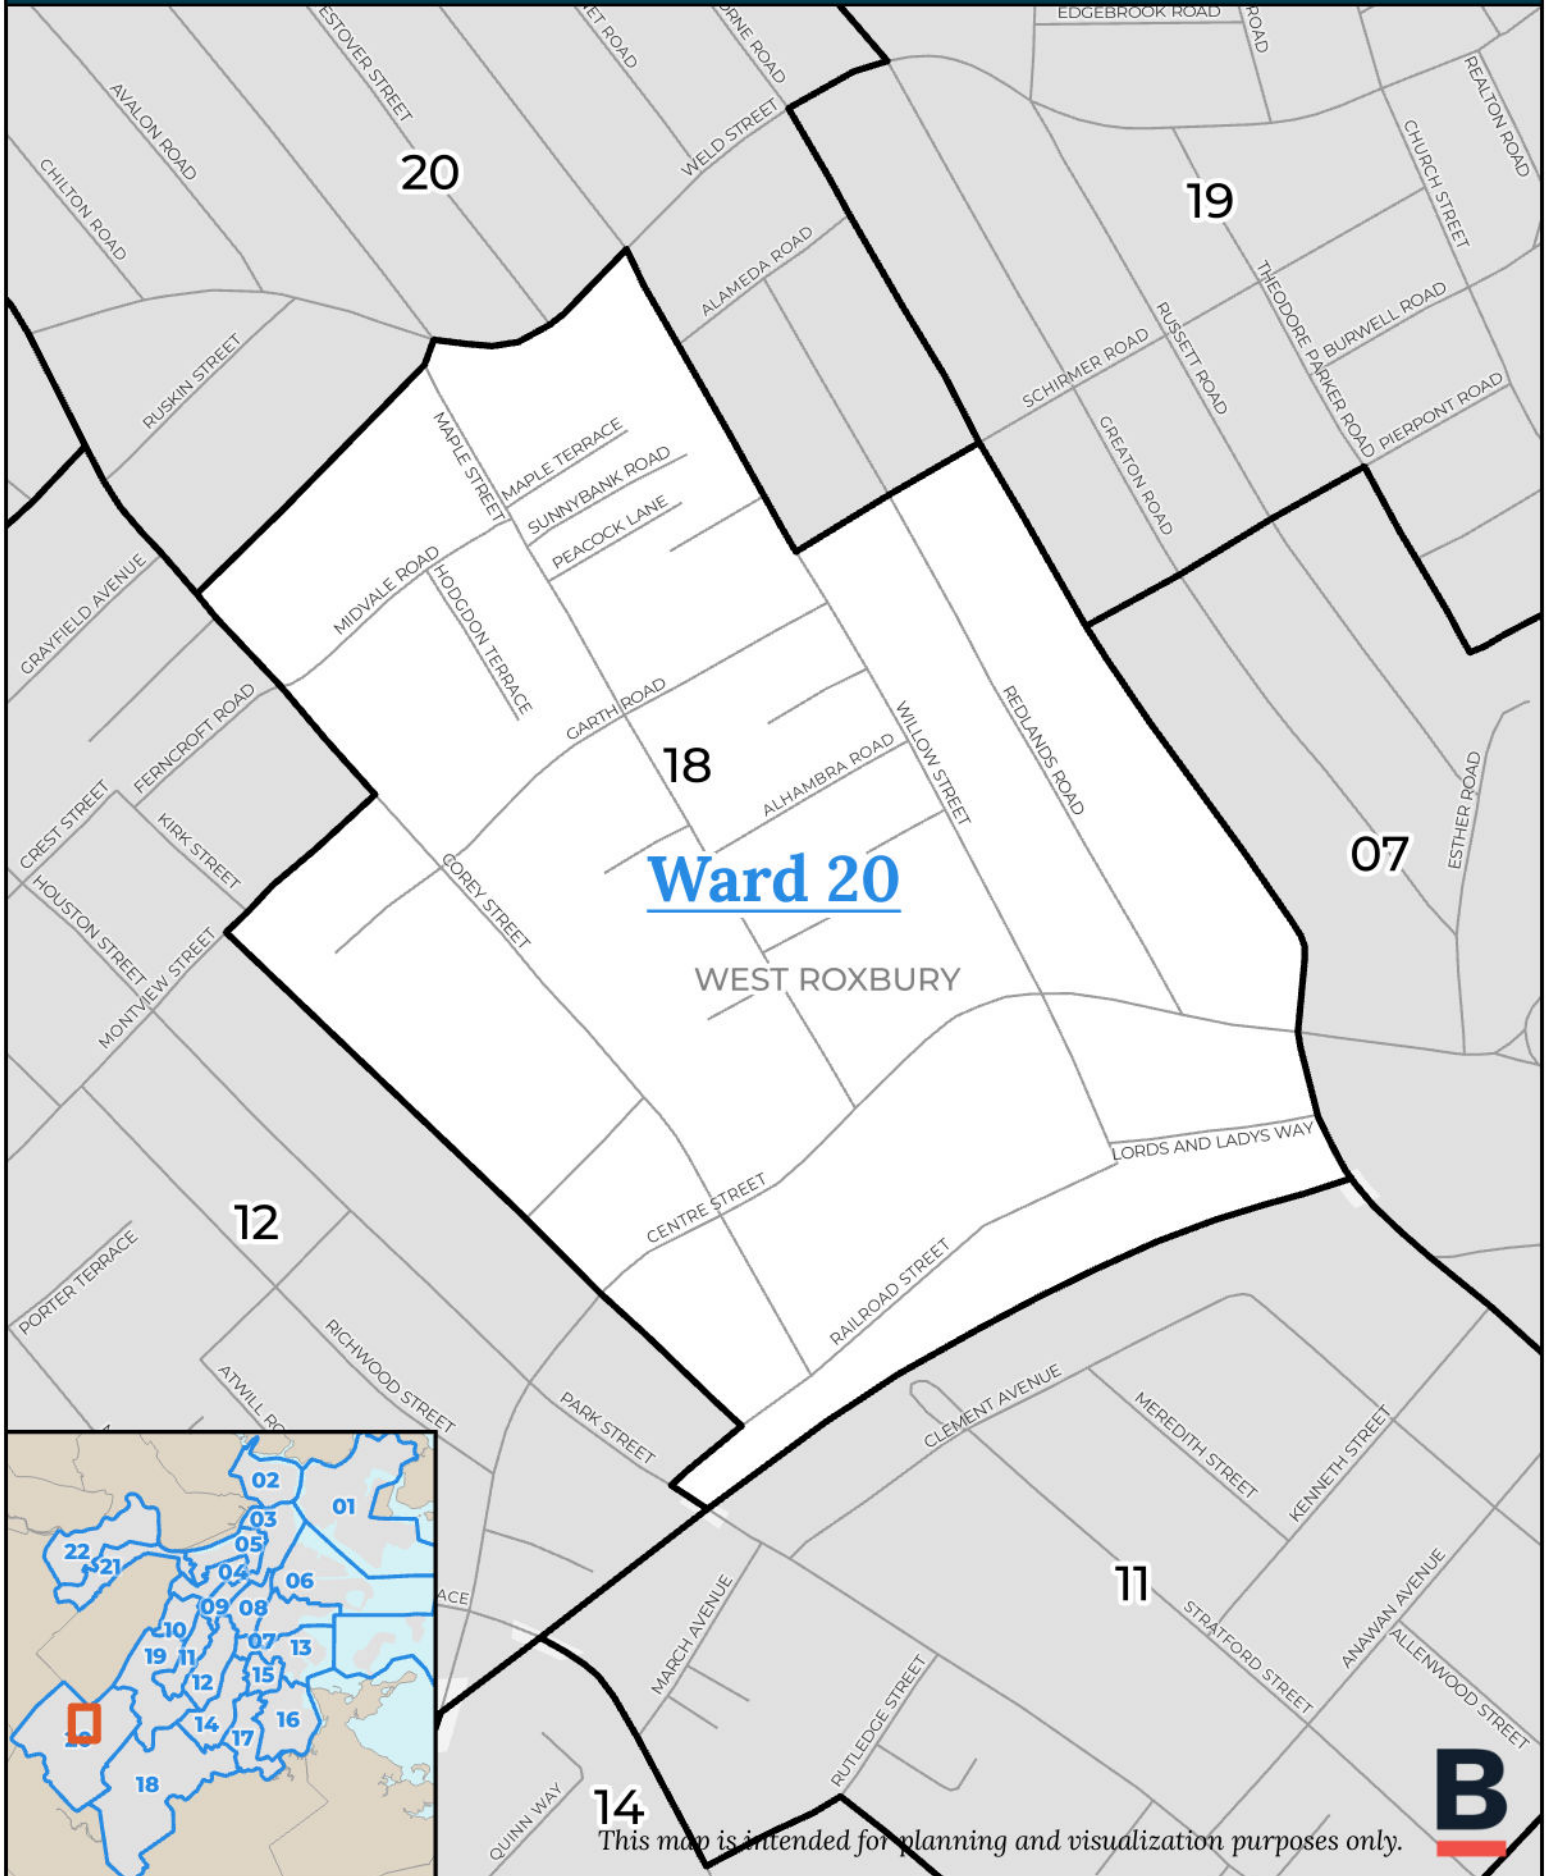 EDGEBROOK ROAD
ROAD
REALTON ROAD
CHURCH STREET
AVALON ROAD
CHILTON ROAD
WELD STREET
20
19
ALAMEDA ROAD
RUSKIN STREET
SCHIRMER ROAD
RUSSETT ROAD
THEODORE PARKER ROAD
BURWELL ROAD
PIERPONT ROAD
GREATON ROAD
MAPLE STREET
MAPLE TERRACE
SUNNYBANK ROAD
PEACOCK LANE
MIDVALE ROAD
HODGDON TERRACE
GRAYFIELD AVENUE
FERNCROFT ROAD
GARTH ROAD
18
ALHAMBRA ROAD
WILLOW STREET
REDLANDS ROAD
CREST STREET
KIRK STREET
HOUSTON STREET
MONTVIEW STREET
COREY STREET
Ward 20
07
ESTHER ROAD
WEST ROXBURY
LORDS AND LADYS WAY
CENTRE STREET
RAILROAD STREET
12
PORTER TERRACE
RICHWOOD STREET
PARK STREET
CLEMENT AVENUE
MEREDITH STREET
KENNETH STREET
11
STRATFORD STREET
ANAWAN AVENUE
ALLENWOOD STREET
MARCH AVENUE
RUTLEDGE STREET
QUINN WAY
14
02
01
03
05
22
21
04
06
09
08
10
07
13
19
11
12
15
14
16
17
18
B
This map is intended for planning and visualization purposes only.